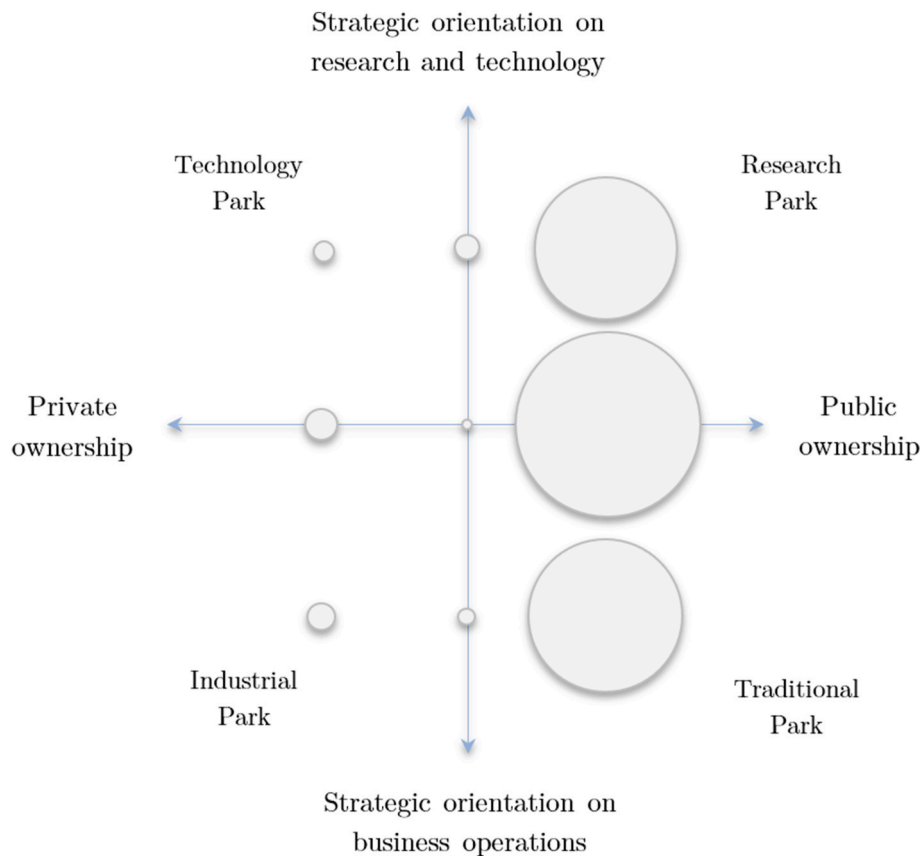 Strategic orientation on
research and technology
Technology
Park
Research
Park
Private
ownership
Public
ownership
Industrial
Park
Traditional
Park
Strategic orientation on
business operations